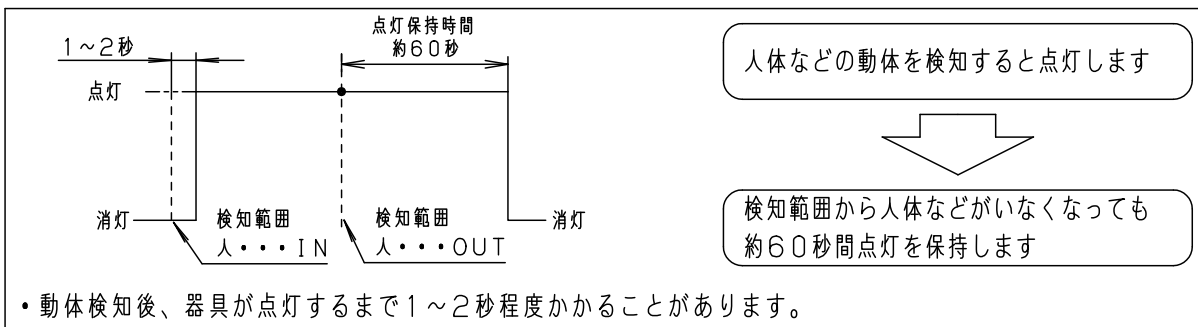 1～2秒
点灯保持時間
約60秒
点灯
消灯
検知範囲
人・・・IN
検知範囲
人・・・OUT
消灯
人体などの動体を検知すると点灯します
検知範囲から人体などがいなくなっても
約60秒間点灯を保持します
・動体検知後、器具が点灯するまで1～2秒程度かかることがあります。